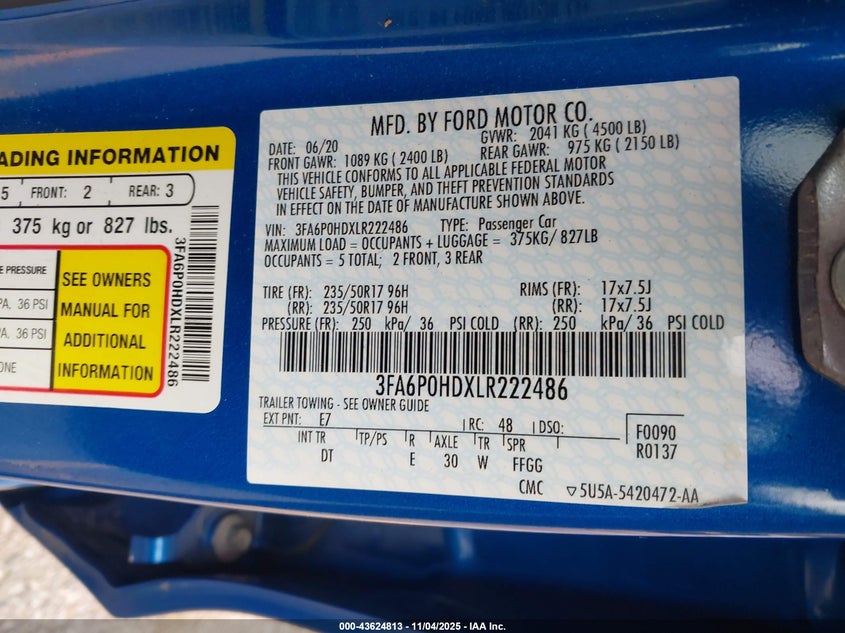 ADING INFORMATION
5 FRONT: 2 REAR: 3
375 kg or 827 lbs.
E PRESSURE
PA, 36 PSI
PA. 36 PSI
ONE
SEE OWNERS
MANUAL FOR
ADDITIONAL
INFORMATION
3FA6P0HDXLR222486
MFD. BY FORD MOTOR CO.
DATE: 06/20 GVWR: 2041 KG ( 4500 LB)
FRONT GAWR: 1089 KG ( 2400 LB) REAR GAWR: 975 KG ( 2150 LB)
THIS VEHICLE CONFORMS TO ALL APPLICABLE FEDERAL MOTOR
VEHICLE SAFETY, BUMPER, AND THEFT PREVENTION STANDARDS
IN EFFECT ON THE DATE OF MANUFACTURE SHOWN ABOVE.
VIN: 3FA6P0HDXLR222486 TYPE: Passenger Car
MAXIMUM LOAD = OCCUPANTS + LUGGAGE = 375KG/ 827LB
OCCUPANTS = 5 TOTAL; 2 FRONT, 3 REAR
TIRE (FR): 235/50R17 96H RIMS (FR): 17x7.5J
(RR): 235/50R17 96H (RR): 17x7.5J
PRESSURE (FR): 250 kPa/ 36 PSI COLD (RR): 250 kPa/ 36 PSI COLD
3FA6P0HDXLR222486
TRAILER TOWING - SEE OWNER GUIDE
EXT PNT: E7 RC: 48 DSO: F0090
INT TR TP/PS R AXLE TR SPR R0137
DT E 30 W FFGG
CMC ▽5U5A-5420472-AA
000-43624813 - 11/04/2025 - IAA Inc.